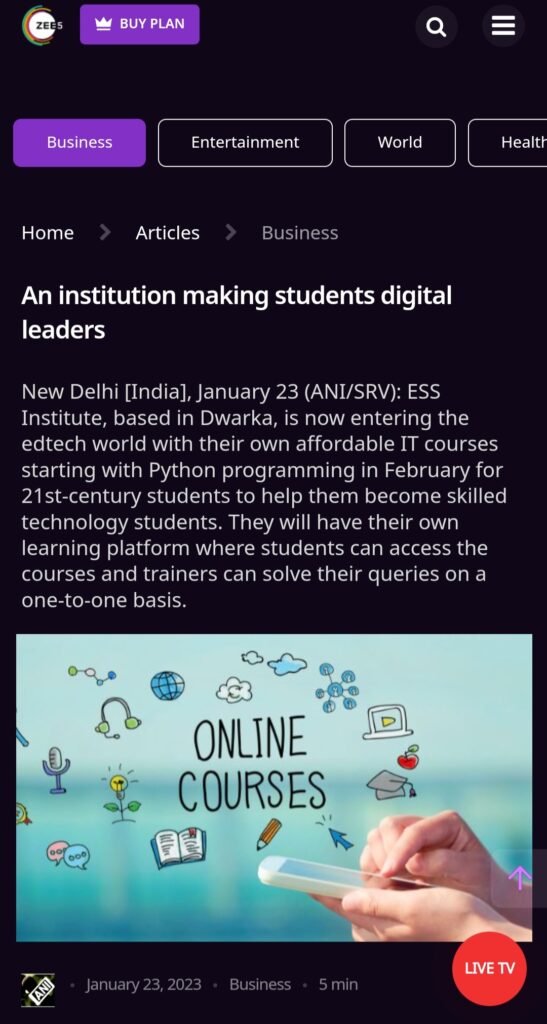 ZEE5
BUY PLAN
Business
Entertainment
World
Health
Home
Articles
Business
An institution making students digital
leaders
New Delhi [India], January 23 (ANI/SRV): ESS
Institute, based in Dwarka, is now entering the
edtech world with their own affordable IT courses
starting with Python programming in February for
21st-century students to help them become skilled
technology students. They will have their own
learning platform where students can access the
courses and trainers can solve their queries on a
one-to-one basis.
ONLINE
COURSES
LIVE TV
ANI
• January 23, 2023 • Business • 5 min